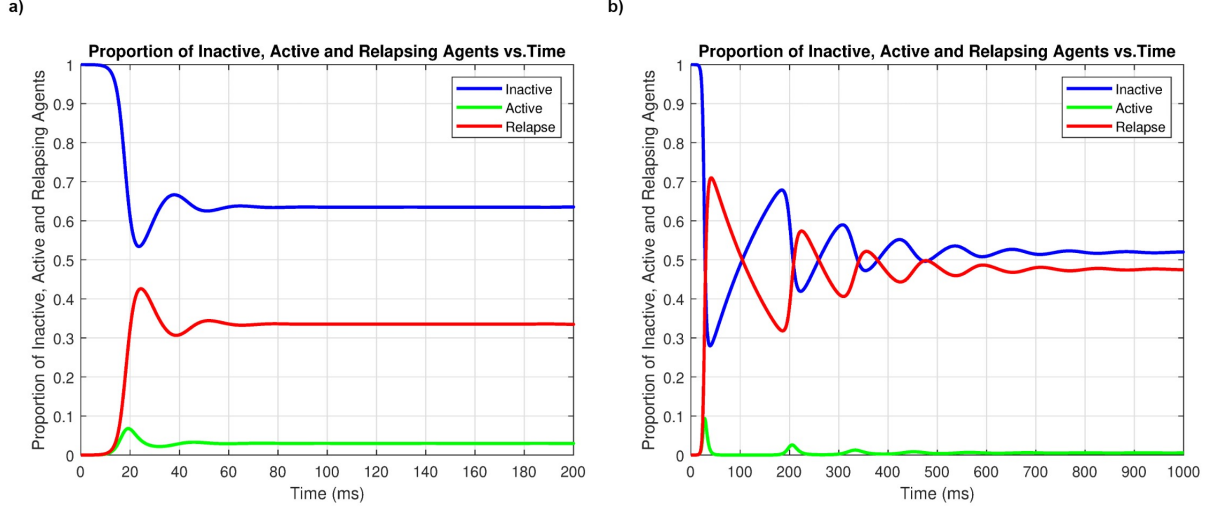 a)
Proportion of Inactive, Active and Relapsing Agents vs.Time
Proportion of Inactive, Active and Relapsing Agents
1
0.9
0.8
0.7
0.6
0.5
0.4
0.3
0.2
0.1
0
Inactive
Active
Relapse
0 20 40 60 80 100 120 140 160 180 200
Time (ms)
b)
Proportion of Inactive, Active and Relapsing Agents vs.Time
Proportion of Inactive, Active and Relapsing Agents
1
0.9
0.8
0.7
0.6
0.5
0.4
0.3
0.2
0.1
0
Inactive
Active
Relapse
0 100 200 300 400 500 600 700 800 900 1000
Time (ms)